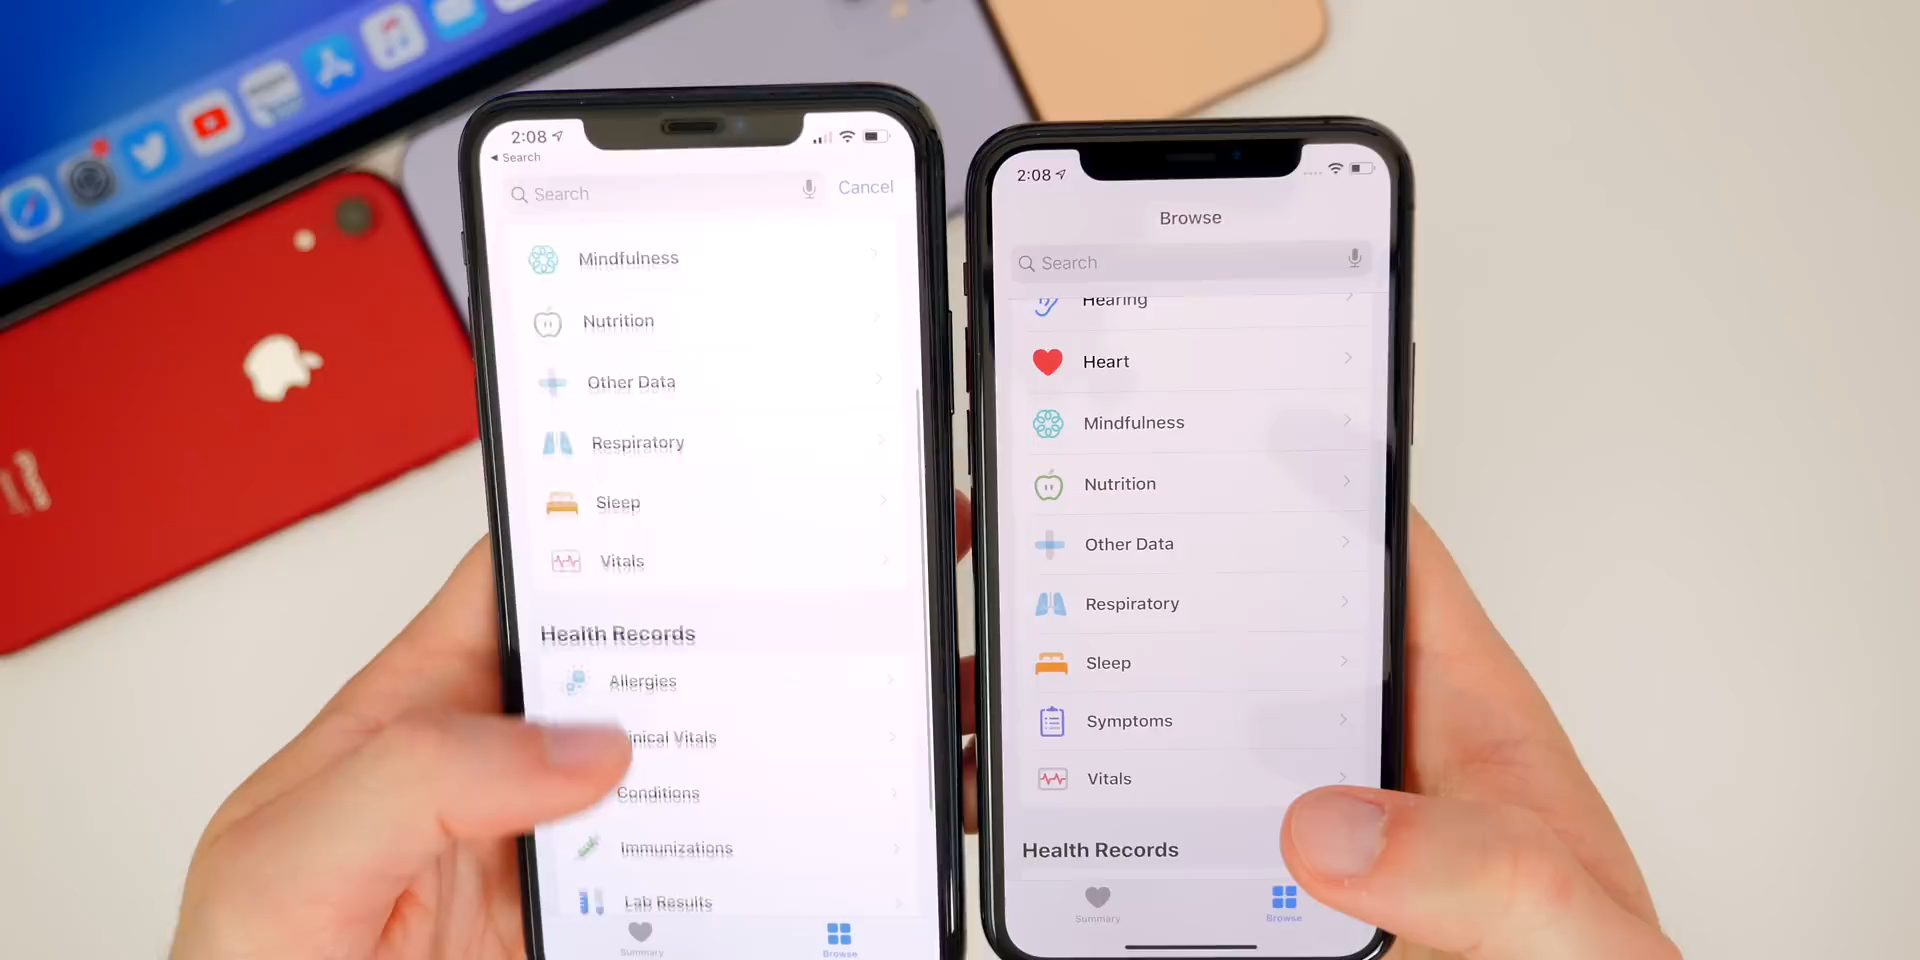 2:08
Search
Search
Cancel
Mindfulness
Nutrition
Other Data
Respiratory
Sleep
Vitals
Health Records
Allergies
inical Vitals
Conditions
Immunizations
Lab Results
Summary
Browse
2:08
Browse
Search
Hearing
Heart
Mindfulness
Nutrition
Other Data
Respiratory
Sleep
Symptoms
Vitals
Health Records
Summary
Browse
iPhone